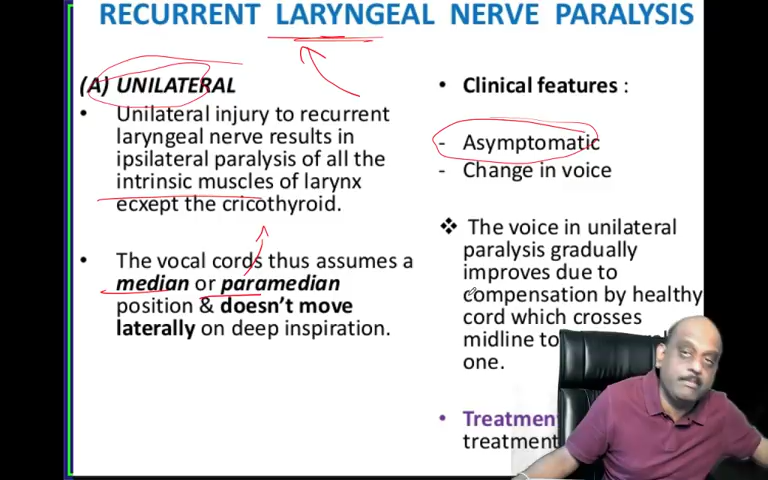 RECURRENT LARYNGEAL NERVE PARALYSIS
(A) UNILATERAL
• Unilateral injury to recurrent
laryngeal nerve results in
ipsilateral paralysis of all the
intrinsic muscles of larynx
ecxept the cricothyroid.
• The vocal cords thus assumes a
median or paramedian
position & doesn't move
laterally on deep inspiration.
• Clinical features :
- Asymptomatic
- Change in voice
❖ The voice in unilateral
paralysis gradually
improves due to
compensation by healthy
cord which crosses
midline to
one.
• Treatment
treatment